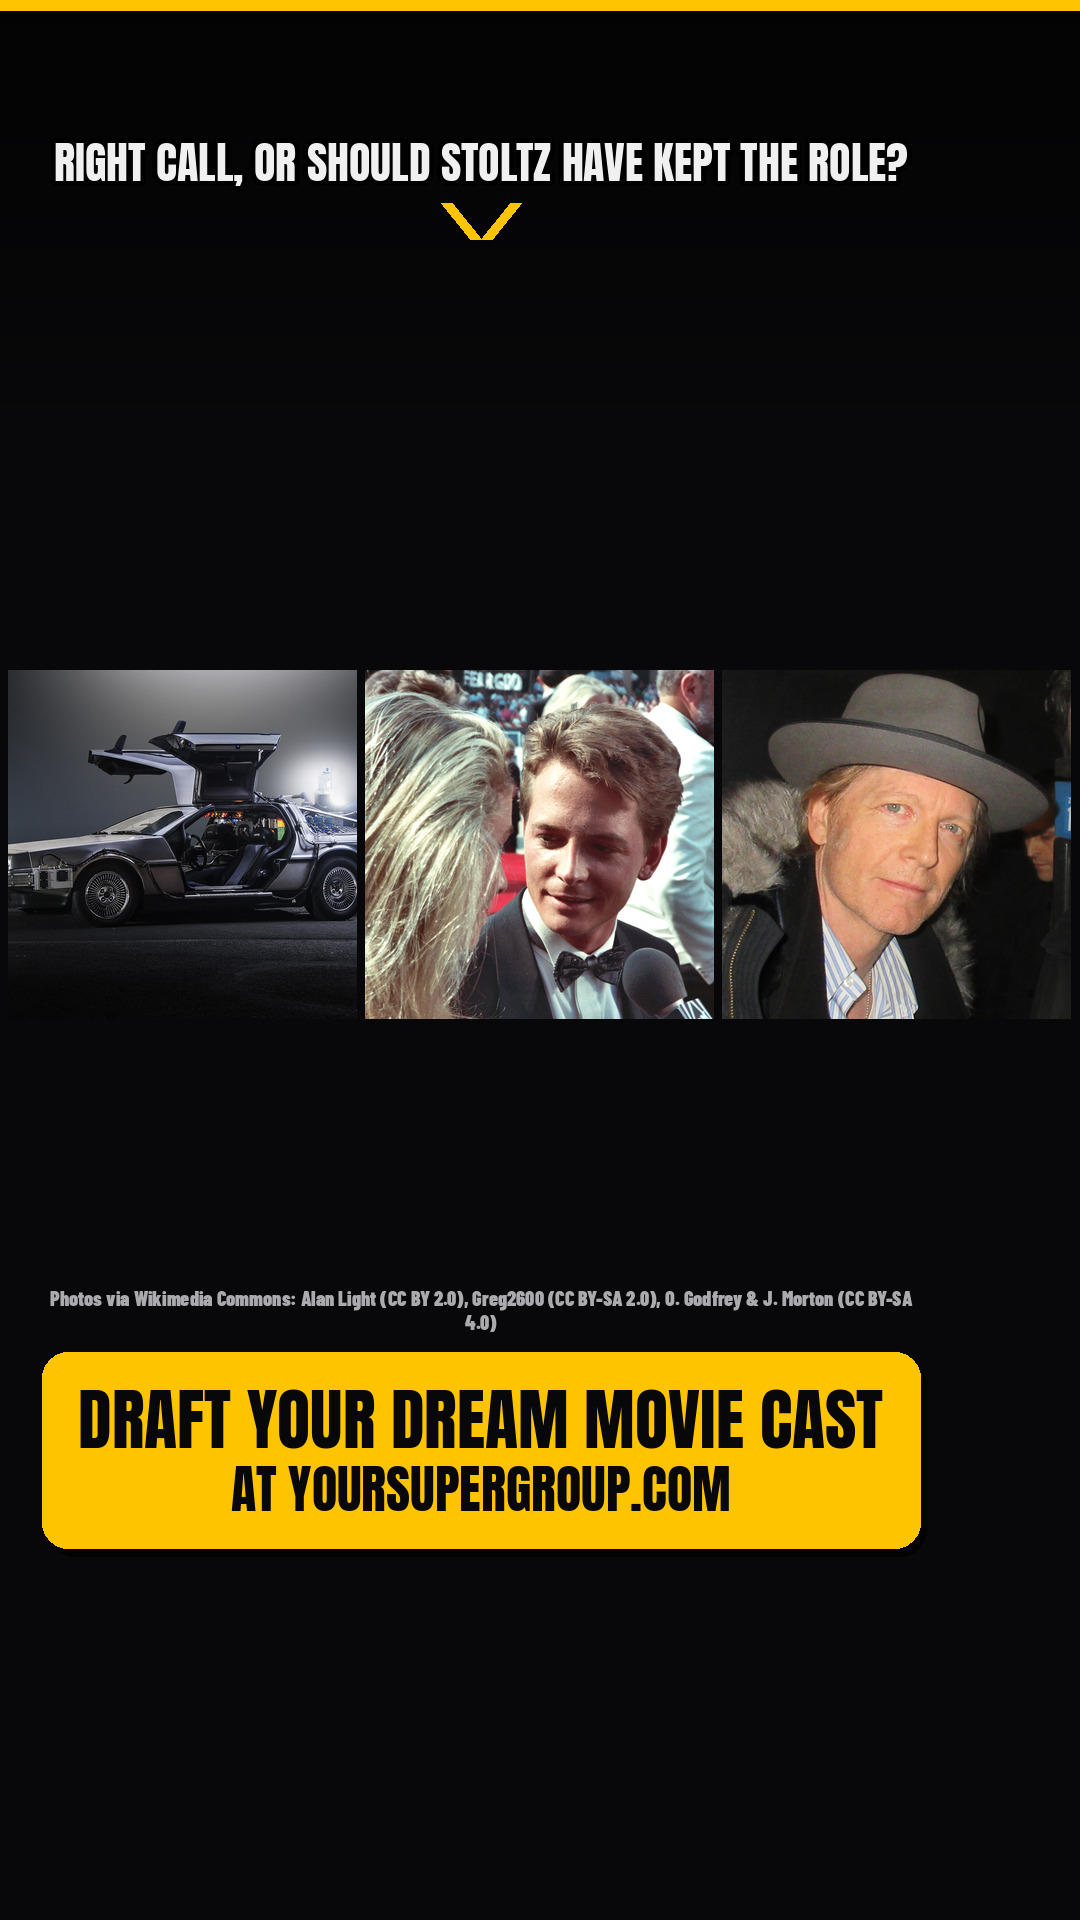 RIGHT CALL, OR SHOULD STOLTZ HAVE KEPT THE ROLE?
FEAR GOD
Photos via Wikimedia Commons: Alan Light (CC BY 2.0), Greg2600 (CC BY-SA 2.0), O. Godfrey & J. Morton (CC BY-SA
4.0)
DRAFT YOUR DREAM MOVIE CAST
AT YOURSUPERGROUP.COM